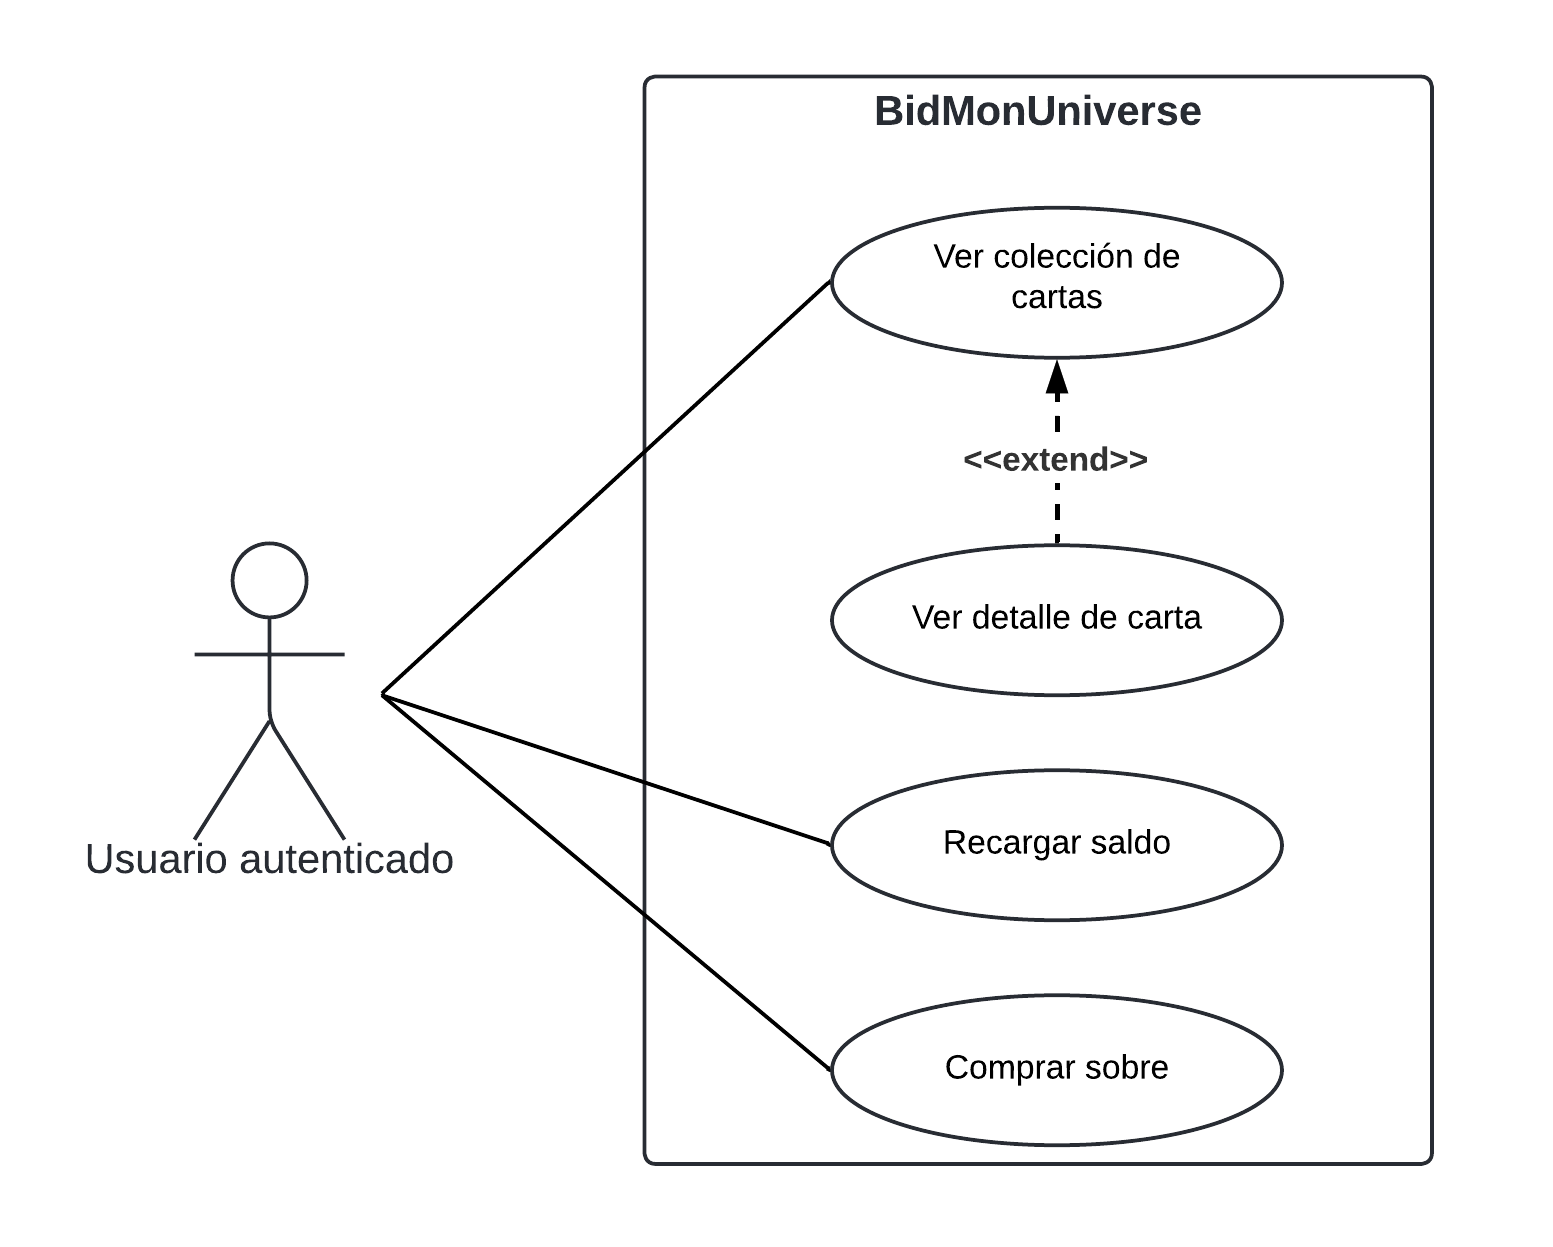 BidMonUniverse
Ver colección de
cartas
<<extend>>
Ver detalle de carta
Usuario autenticado
Recargar saldo
Comprar sobre